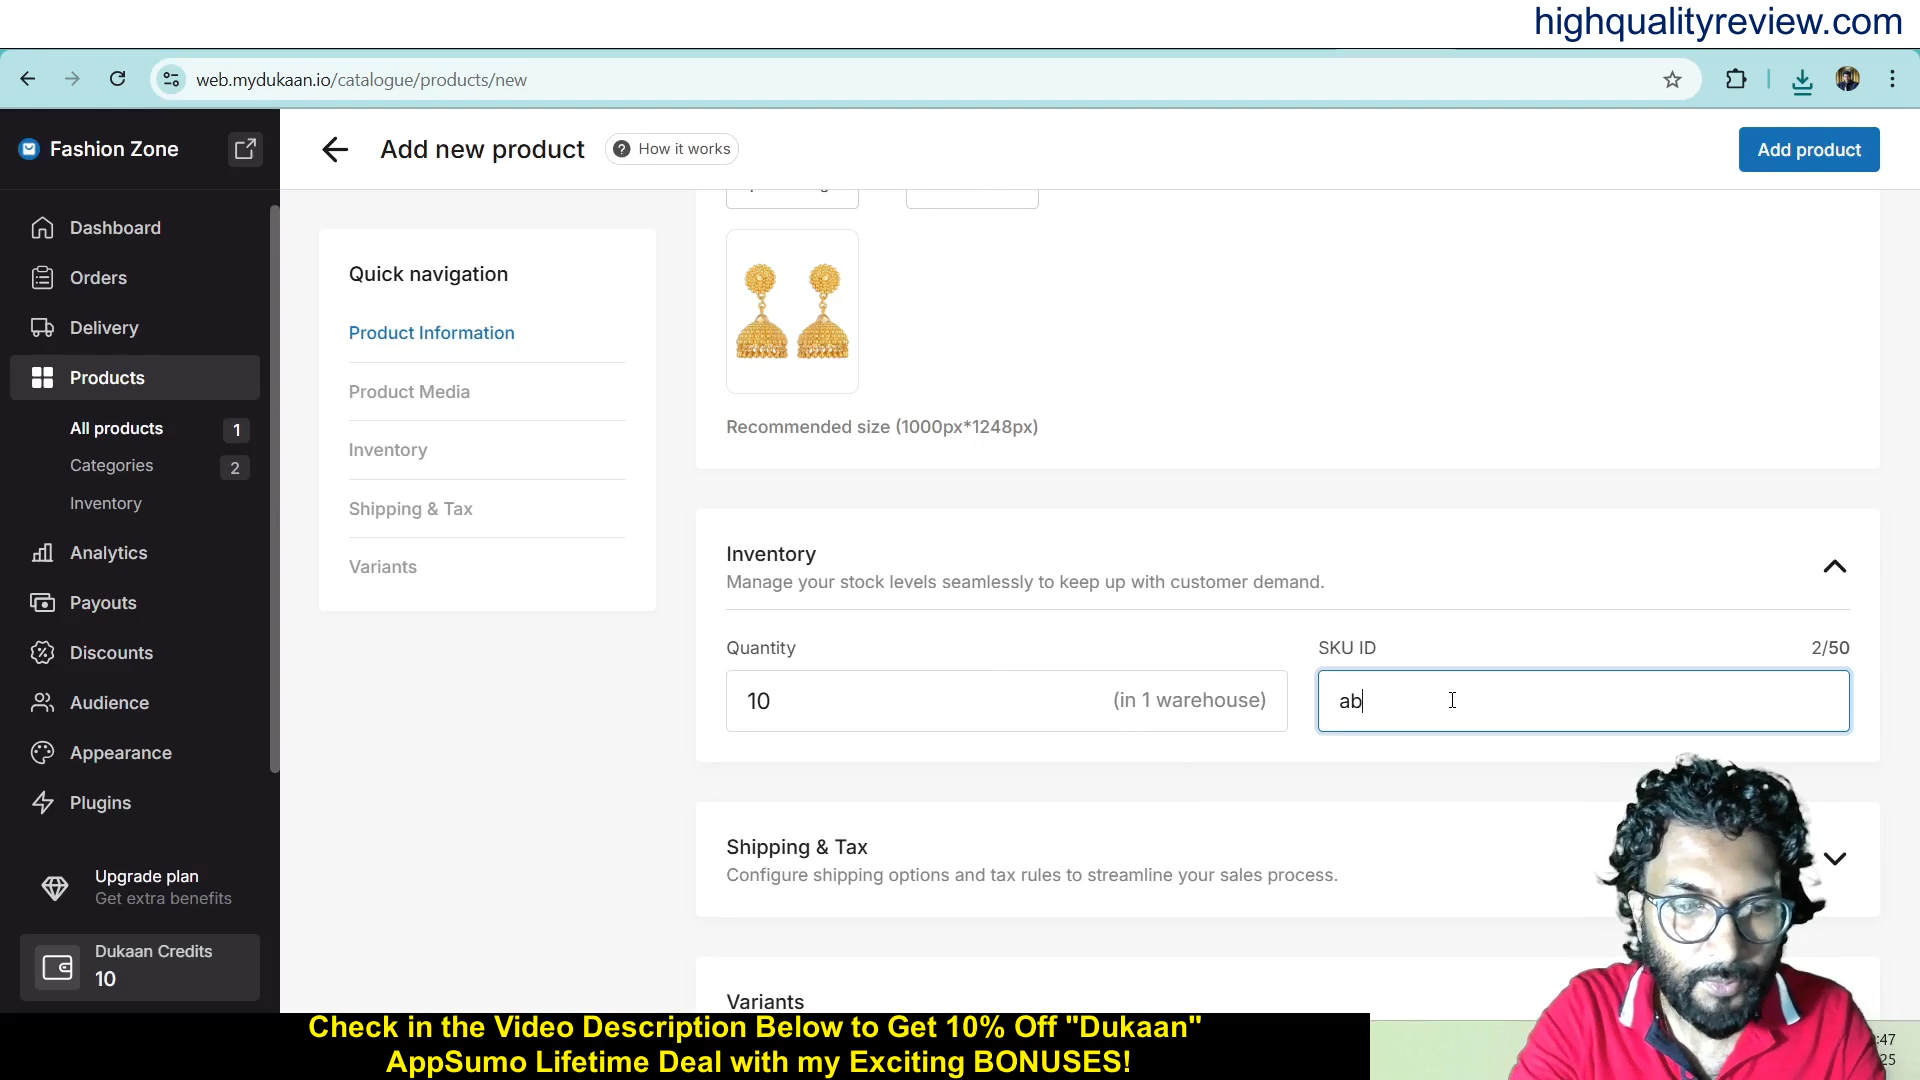 highqualityreview.com
web.mydukaan.io/catalogue/products/new
Fashion Zone
Add new product
How it works
Add product
Dashboard
Orders
Delivery
Products
All products 1
Categories 2
Inventory
Analytics
Payouts
Discounts
Audience
Appearance
Plugins
Upgrade plan
Get extra benefits
Dukaan Credits
10
Quick navigation
Product Information
Product Media
Inventory
Shipping & Tax
Variants
Recommended size (1000px*1248px)
Inventory
Manage your stock levels seamlessly to keep up with customer demand.
Quantity
10 (in 1 warehouse)
SKU ID 2/50
ab
Shipping & Tax
Configure shipping options and tax rules to streamline your sales process.
Variants
Check in the Video Description Below to Get 10% Off "Dukaan"
AppSumo Lifetime Deal with my Exciting BONUSES!
:47
25